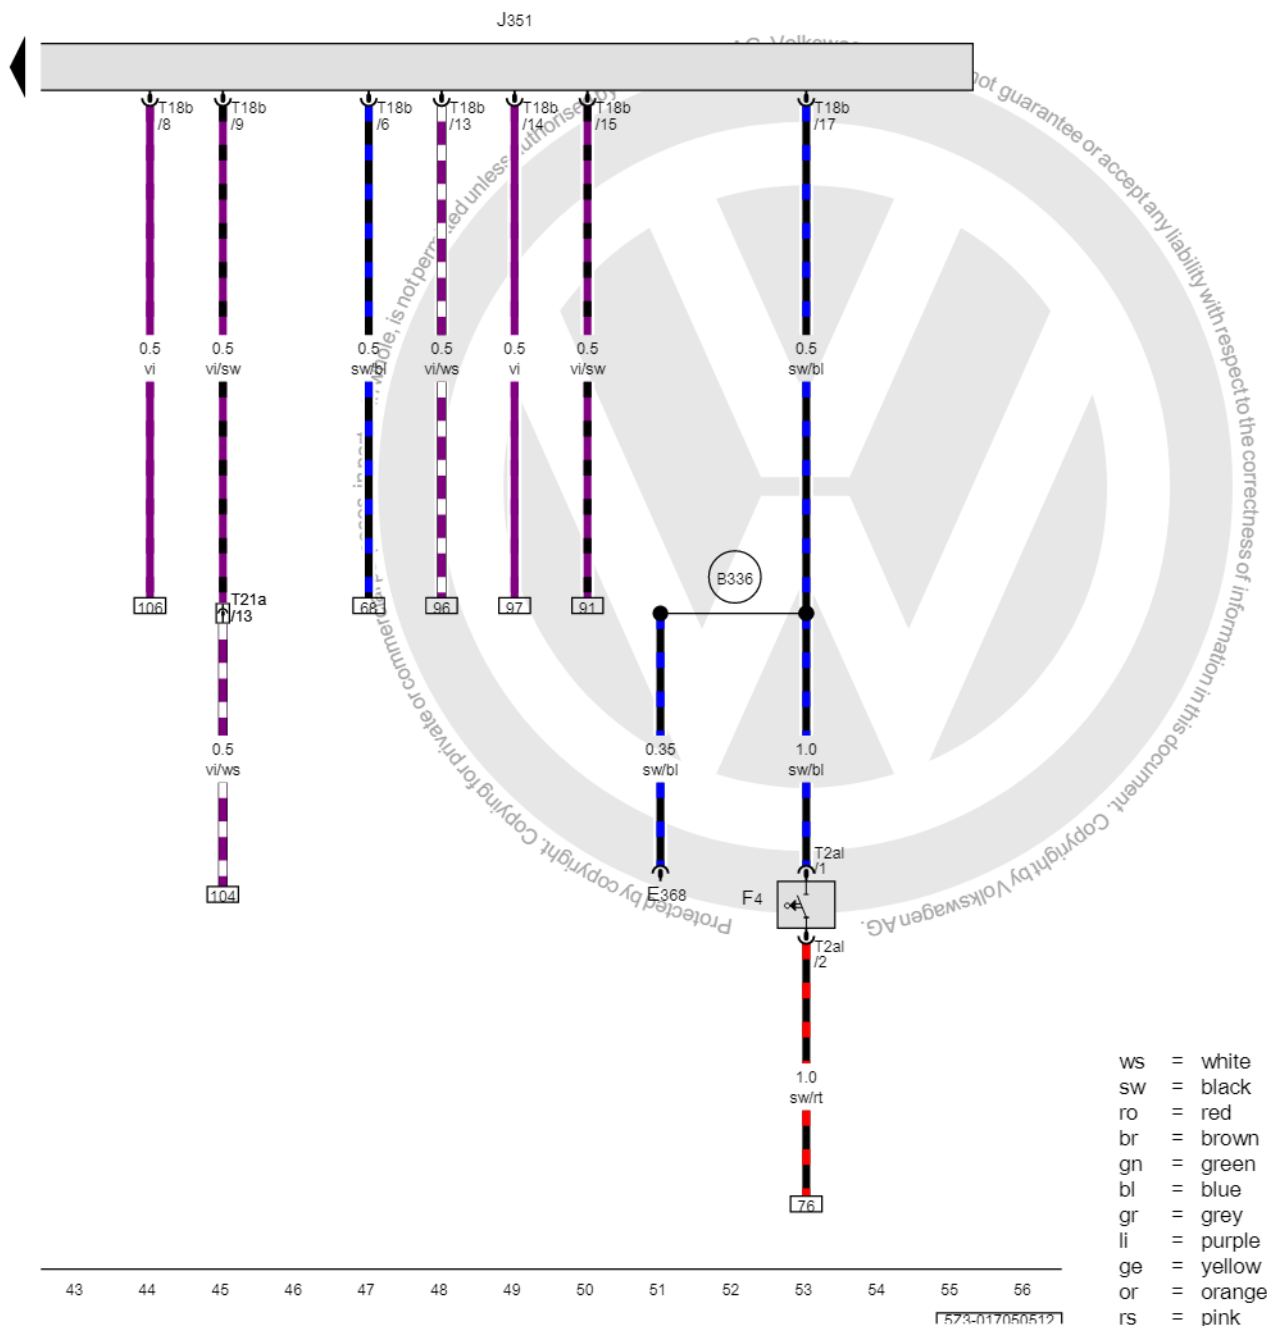 J351
T18b /8
T18b /9
T18b /6
T18b /13
T18b /14
T18b /15
T18b /17
0.5 vi
0.5 vi/sw
0.5 sw/bl
0.5 vi/ws
0.5 vi
0.5 vi/sw
0.5 sw/bl
B336
106
T21a /13
68
96
97
91
0.5 vi/ws
0.35 sw/bl
1.0 sw/bl
104
E368
T2al /1
F4
T2al /2
1.0 sw/rt
76
43 44 45 46 47 48 49 50 51 52 53 54 55 56
573-017050512
ws = white
sw = black
ro = red
br = brown
gn = green
bl = blue
gr = grey
li = purple
ge = yellow
or = orange
rs = pink
Protected by copyright. Copying for private or
whole, is not
unless authorised by
not guarantee or accept any liability with respect to the correctness of information in this document. Copyright by Volkswagen AG.